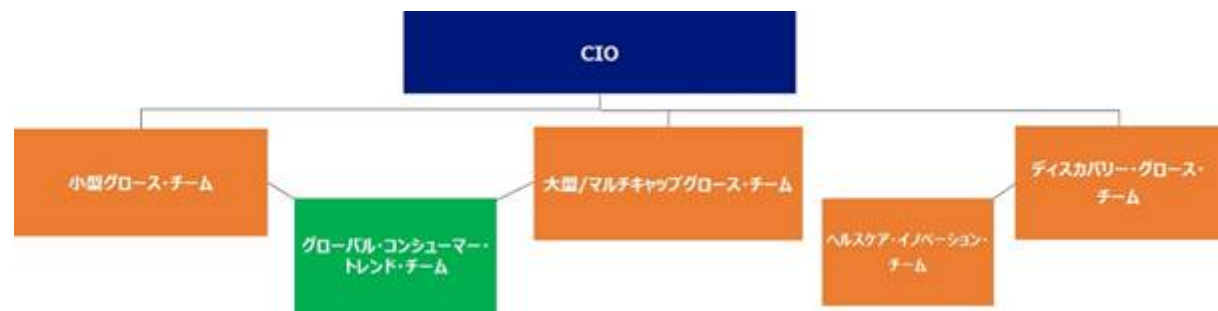 CIO
小型グロース・チーム
大型/マルチキャップグロース・チーム
ディスカバリー・グロース・
チーム
グローバル・コンシューマー・
トレンド・チーム
ヘルスケア・イノベーション・
チーム